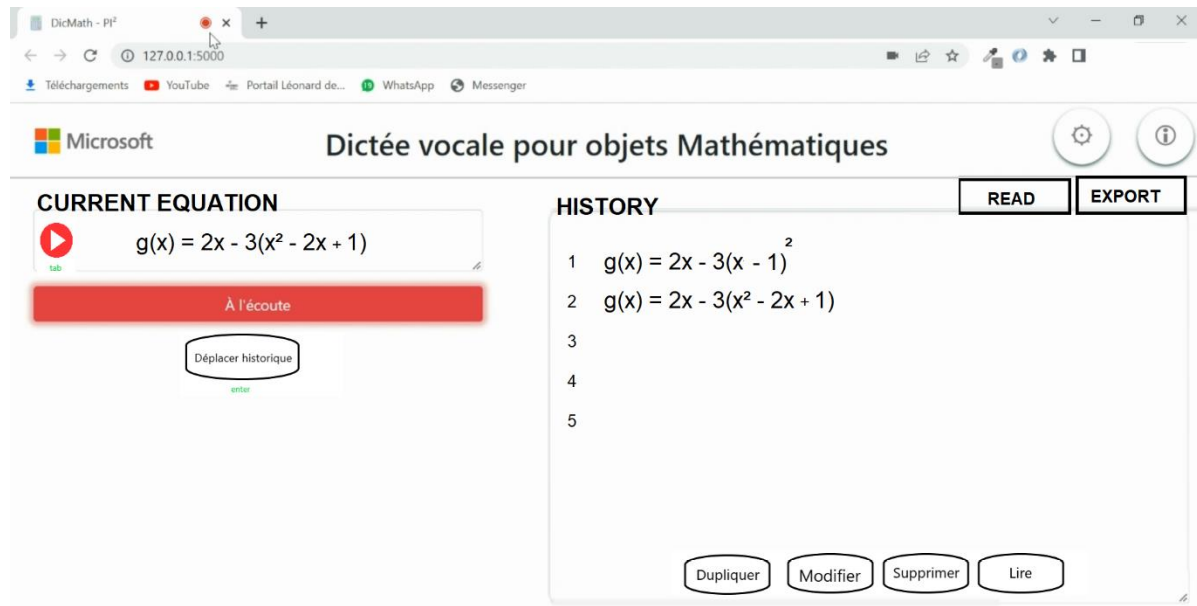 DicMath - PI²
127.0.0.1:5000
Téléchargements YouTube Portail Léonard de... WhatsApp Messenger
Microsoft
Dictée vocale pour objets Mathématiques
CURRENT EQUATION
g(x) = 2x - 3(x² - 2x + 1)
tab
À l'écoute
Déplacer historique
enter
HISTORY
READ
EXPORT
1 g(x) = 2x - 3(x - 1)²
2 g(x) = 2x - 3(x² - 2x + 1)
3
4
5
Dupliquer Modifier Supprimer Lire